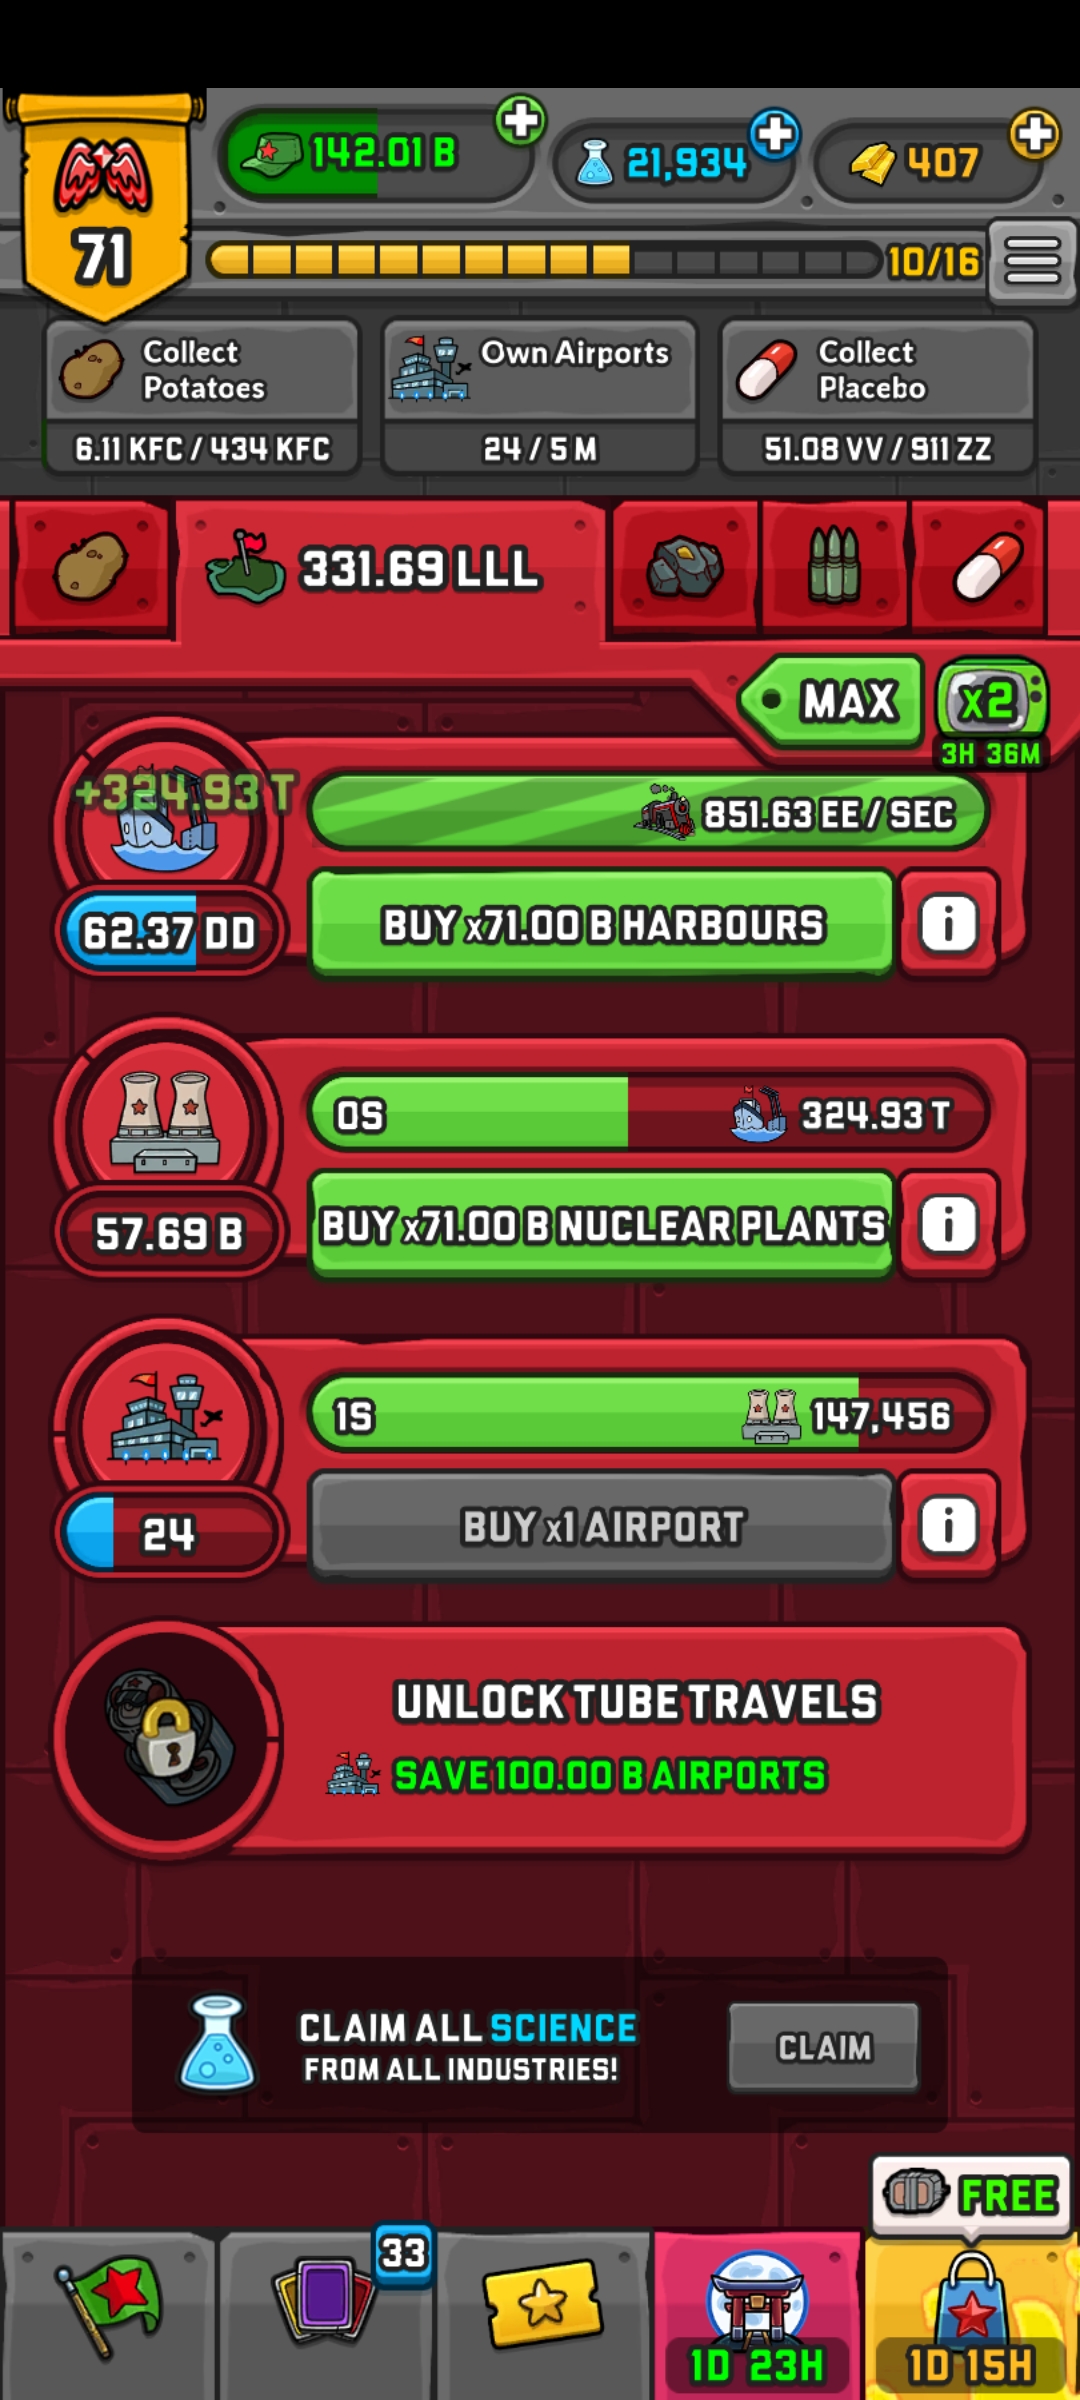 142.01 B
21,934
407
71
10/16
Collect
Potatoes
Own Airports
Collect
Placebo
6.11 KFC / 434 KFC
24 / 5 M
51.08 VV / 911 ZZ
331.69 LLL
MAX
x2
3H 36M
+324.93 T
851.63 EE / SEC
62.37 DD
BUY x71.00 B HARBOURS
i
0S
324.93 T
57.69 B
BUY x71.00 B NUCLEAR PLANTS
i
1S
147,456
24
BUY x1 AIRPORT
i
UNLOCK TUBE TRAVELS
SAVE 100.00 B AIRPORTS
CLAIM ALL SCIENCE
FROM ALL INDUSTRIES!
CLAIM
FREE
33
1D 23H
1D 15H